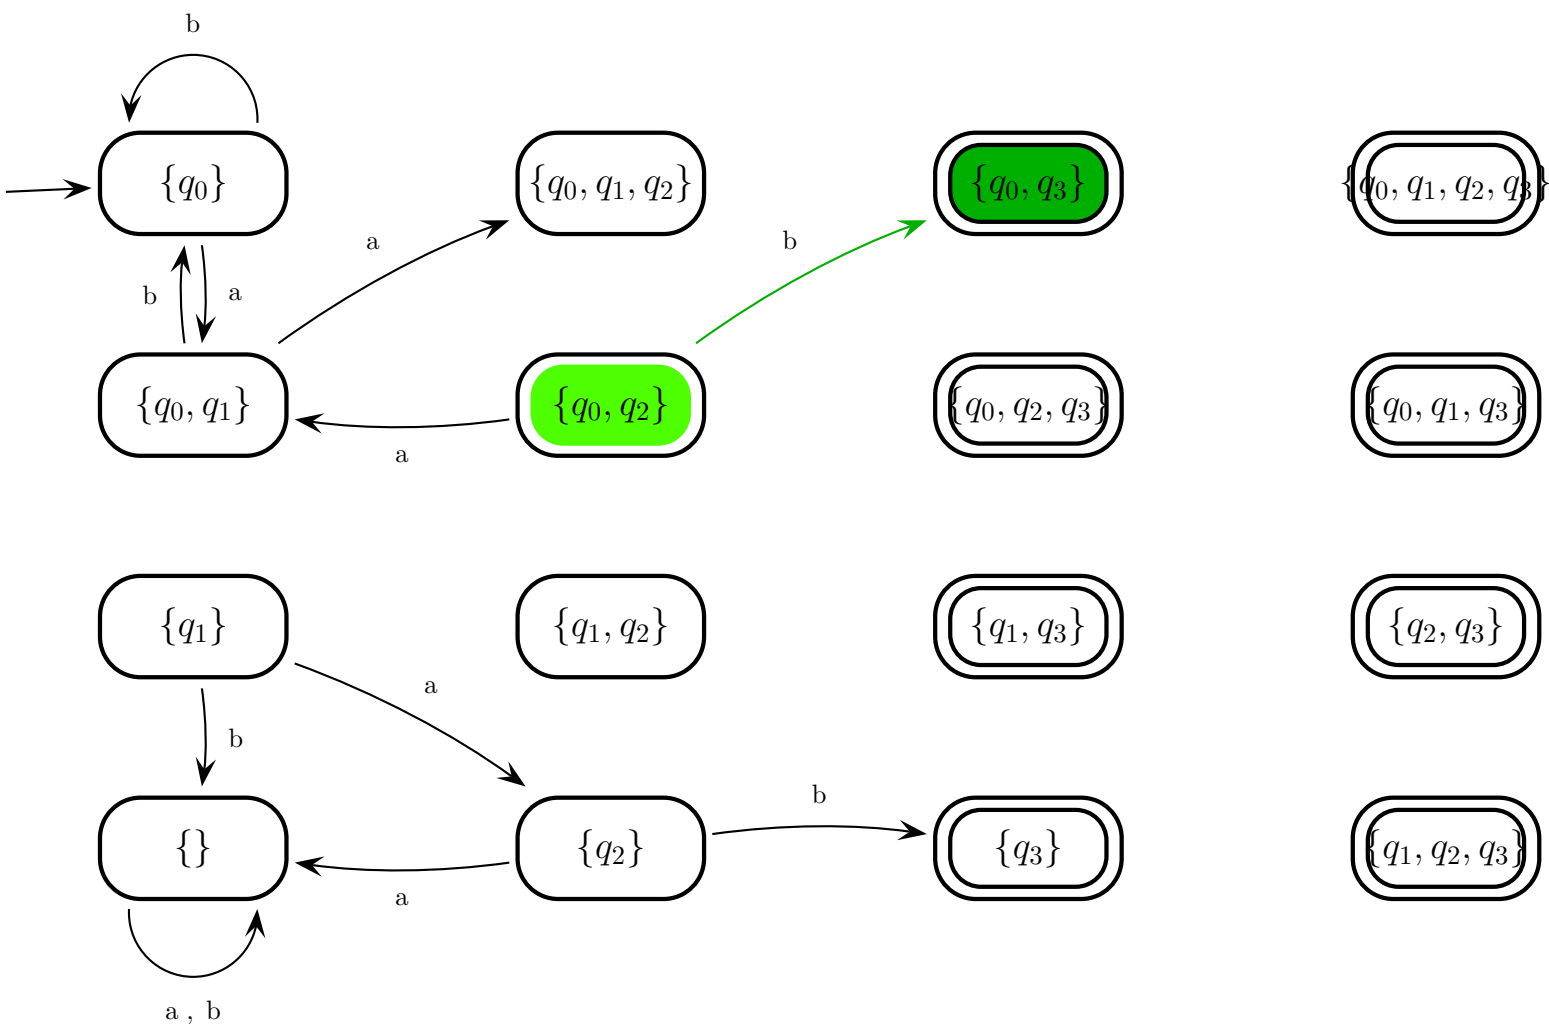 b
{q₀} {q₀, q₁, q₂} {q₀, q₃} {q₀, q₁, q₂, q₃}
a b
b a
{q₀, q₁} {q₀, q₂} {q₀, q₂, q₃} {q₀, q₁, q₃}
a
{q₁} {q₁, q₂} {q₁, q₃} {q₂, q₃}
a
b
b
{} {q₂} {q₃} {q₁, q₂, q₃}
a
a , b